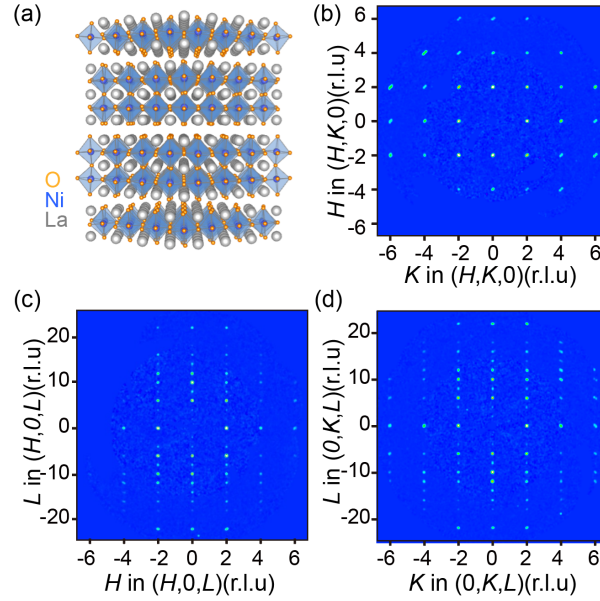 (a)
O
Ni
La
(b)
H in (H,K,0)(r.l.u)
6
4
2
0
-2
-4
-6
-6 -4 -2 0 2 4 6
K in (H,K,0)(r.l.u)
(c)
L in (H,0,L)(r.l.u)
20
10
0
-10
-20
-6 -4 -2 0 2 4 6
H in (H,0,L)(r.l.u)
(d)
L in (0,K,L)(r.l.u)
20
10
0
-10
-20
-6 -4 -2 0 2 4 6
K in (0,K,L)(r.l.u)